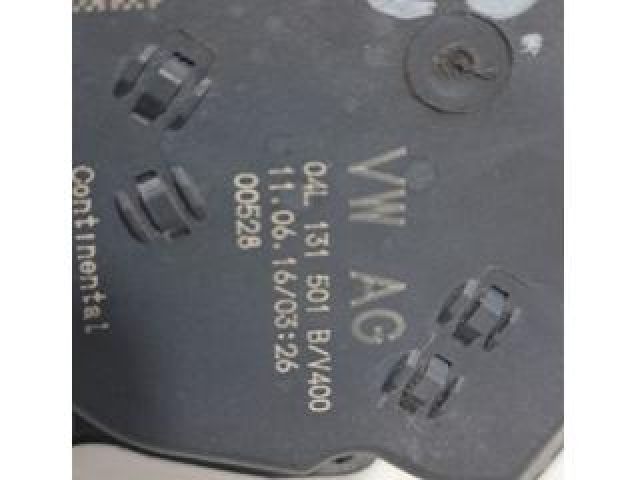 VW AG
04L 131 501 B/V400
11.06.16/03:26
00528
Continental